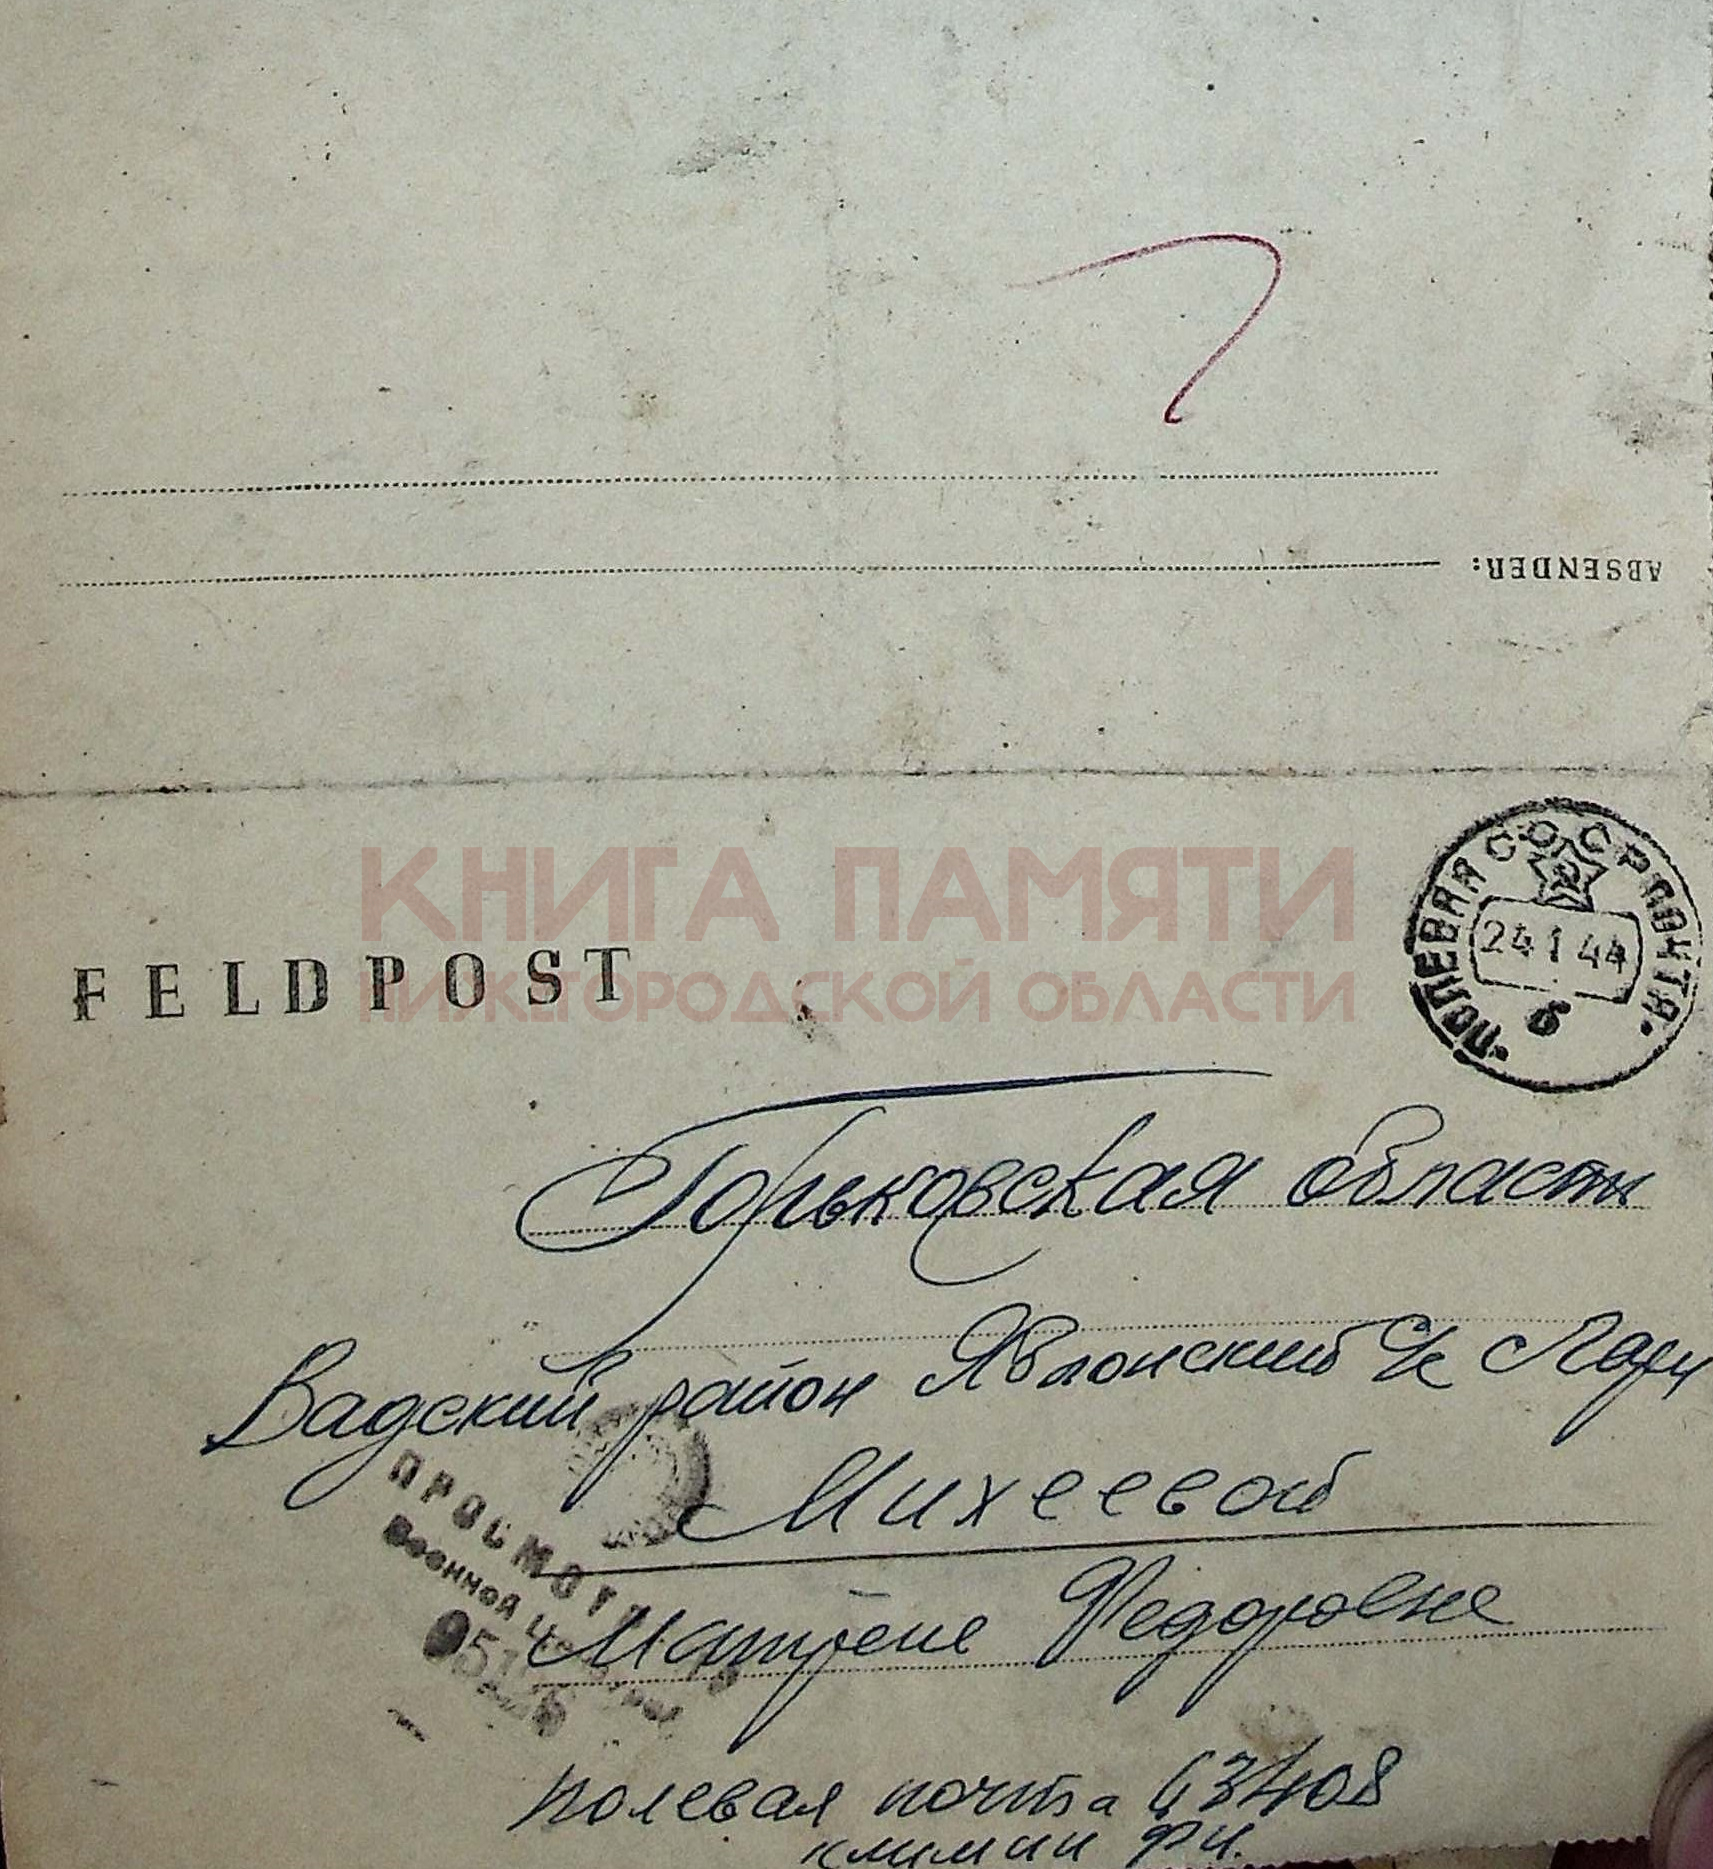 ABSENDER:
КНИГА ПАМЯТИ
НИЖЕГОРОДСКОЙ ОБЛАСТИ
FELDPOST
ПОЛЕВАЯ ПОЧТА
СССР
24 1 44
б
Горьковская область
Вадский район Яблонский с/с
Михеевой
ПРОСМОТРЕНО
Военной Цензурой
Матрене Федоровне
полевая почта 63408